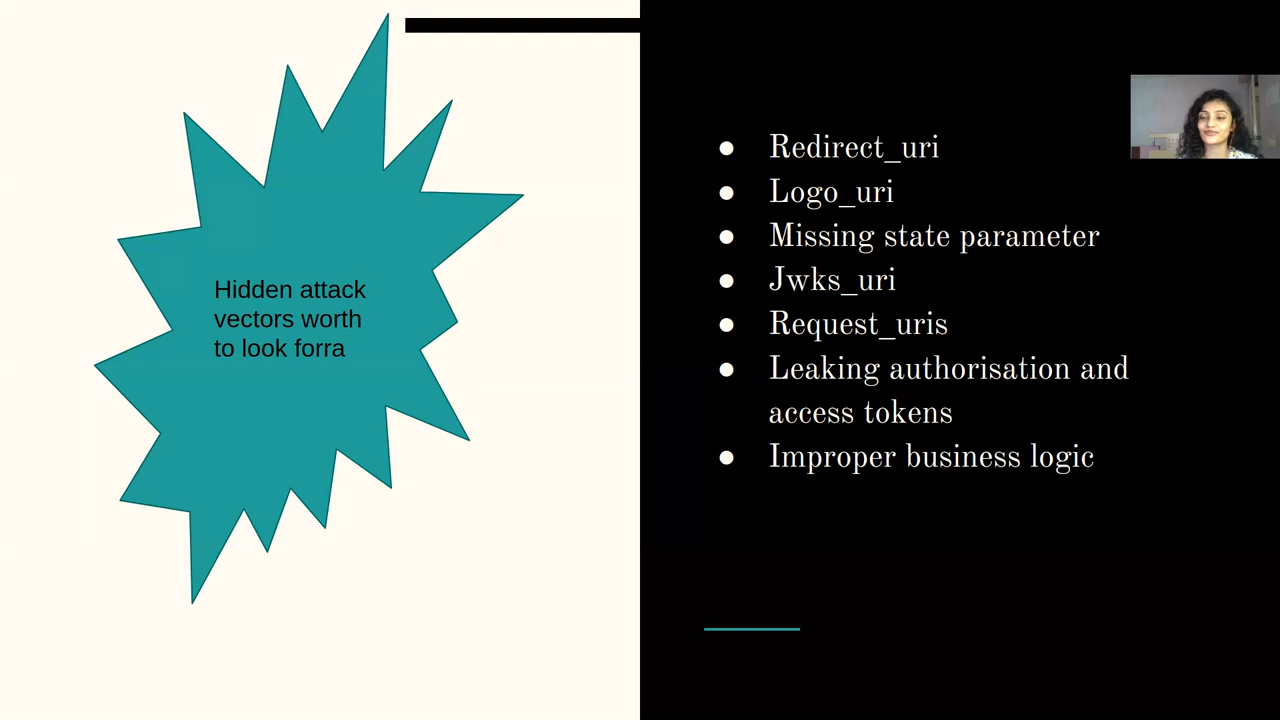 Hidden attack
vectors worth
to look forra
Redirect_uri
Logo_uri
Missing state parameter
Jwks_uri
Request_uris
Leaking authorisation and
access tokens
Improper business logic